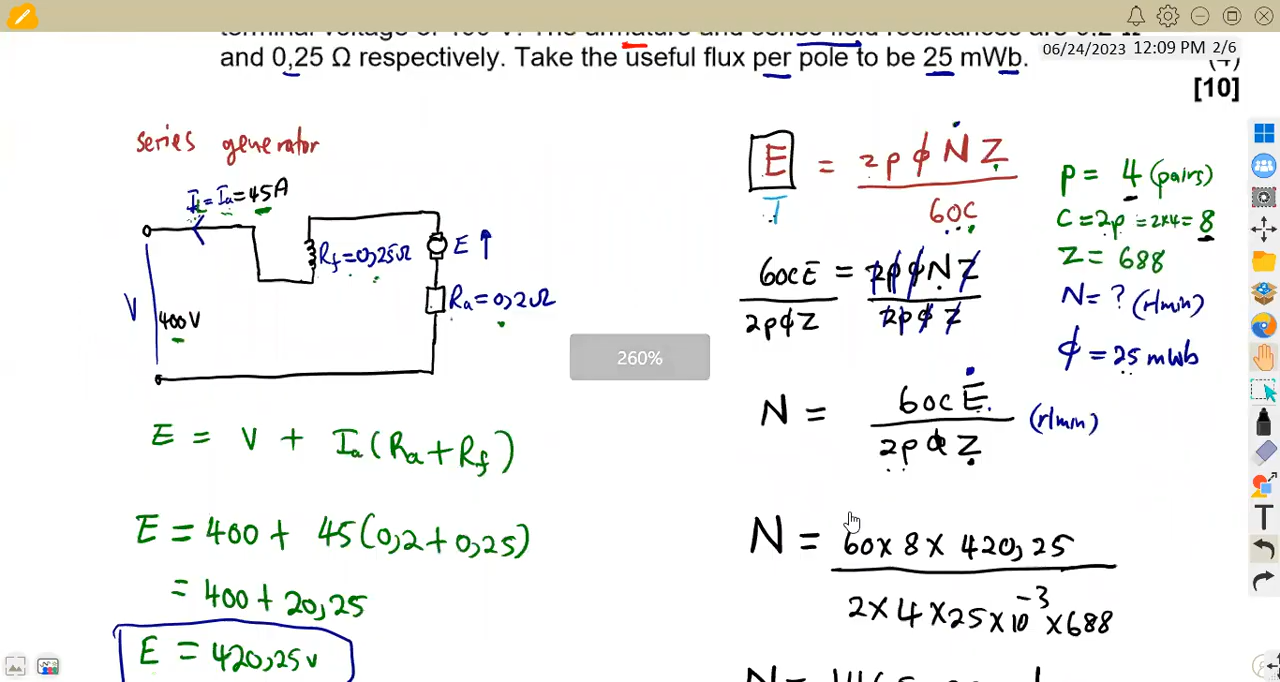 and 0,25 Ω respectively. Take the useful flux per pole to be 25 mWb.
06/24/2023 12:09 PM 2/6
[10]
series generator
I_L = Ia = 45A
Rf = 0,25Ω
E
Ra = 0,2Ω
V
400V
E = V + Ia (Ra + Rf)
E = 400 + 45 (0,2 + 0,25)
= 400 + 20,25
E = 420,25V
E = 2pϕNZ
60C
60cE = 2pϕNZ
2pϕZ 2pϕZ
N = 60cE (r/min)
2pϕZ
N = 60 x 8 x 420,25
2 x 4 x 25 x 10⁻³ x 688
P = 4 (pairs)
C = 2p = 2x4 = 8
Z = 688
N = ? (r/min)
ϕ = 25 mWb
260%
T